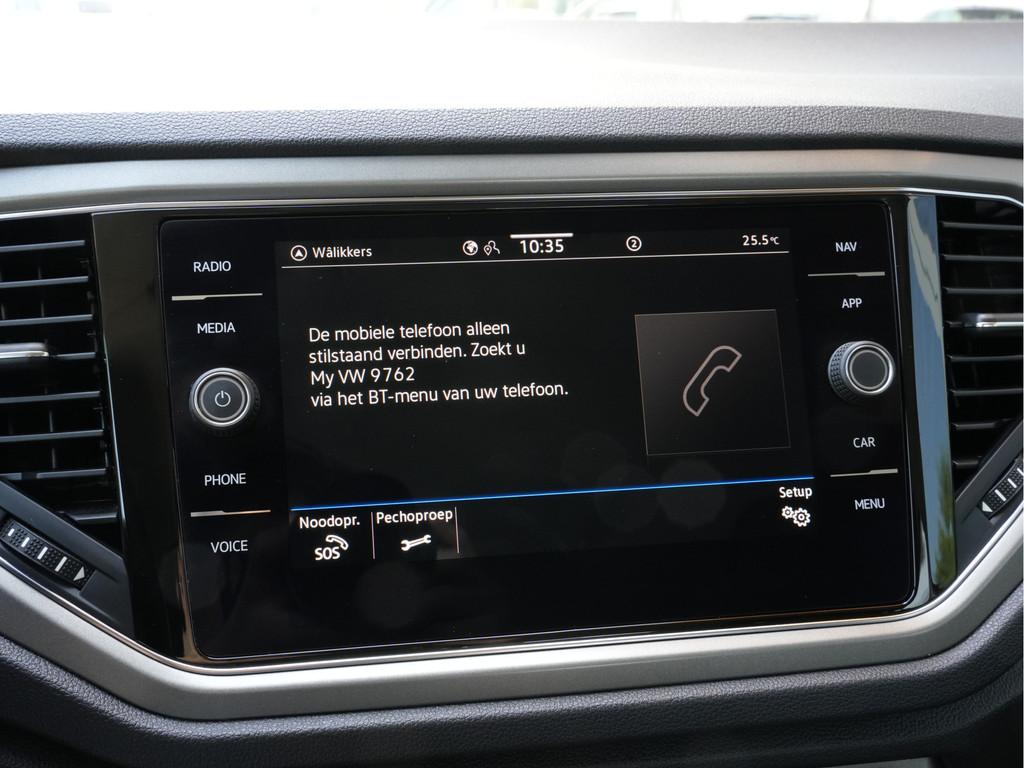 RADIO
MEDIA
PHONE
VOICE
Wâlikkers
10:35
2
25.5°C
De mobiele telefoon alleen
stilstaand verbinden. Zoekt u
My VW 9762
via het BT-menu van uw telefoon.
Noodopr.
SOS
Pechoproep
Setup
NAV
APP
CAR
MENU